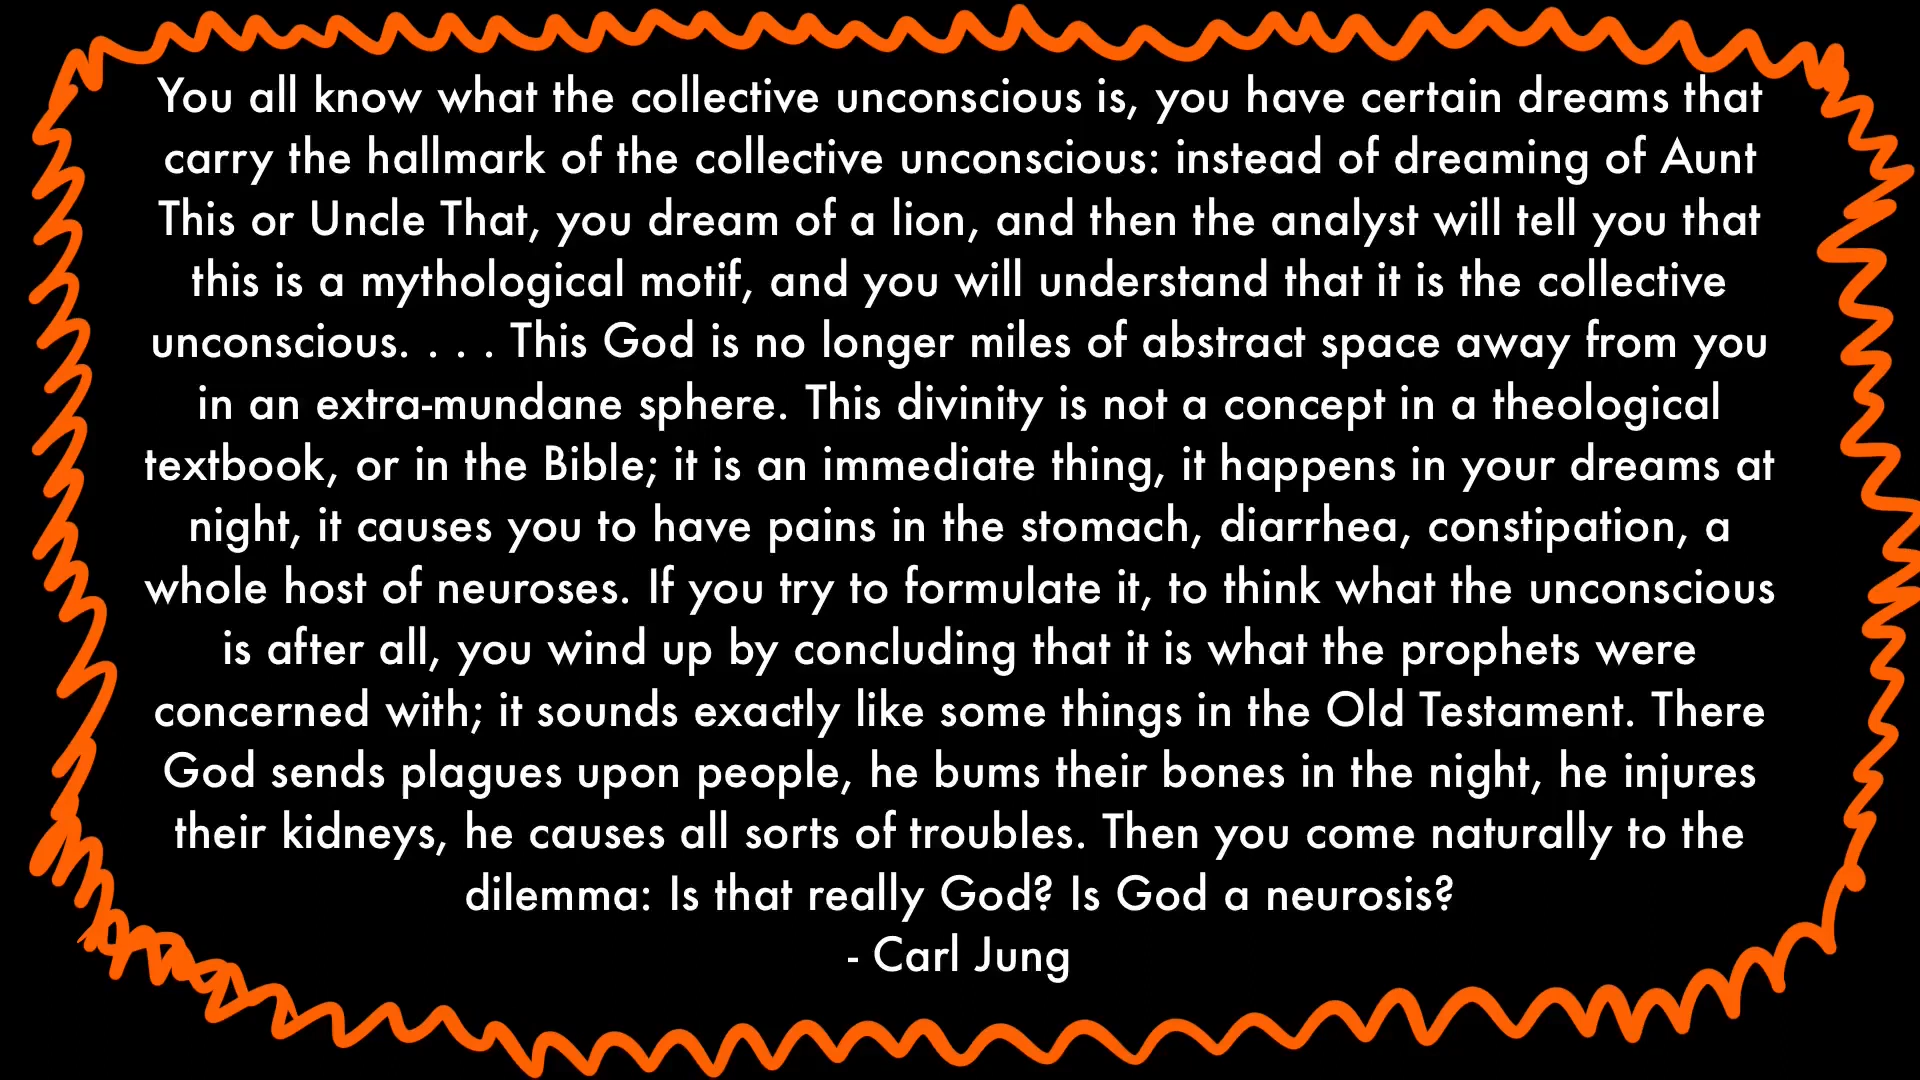 You all know what the collective unconscious is, you have certain dreams that
carry the hallmark of the collective unconscious: instead of dreaming of Aunt
This or Uncle That, you dream of a lion, and then the analyst will tell you that
this is a mythological motif, and you will understand that it is the collective
unconscious. . . . This God is no longer miles of abstract space away from you
in an extra-mundane sphere. This divinity is not a concept in a theological
textbook, or in the Bible; it is an immediate thing, it happens in your dreams at
night, it causes you to have pains in the stomach, diarrhea, constipation, a
whole host of neuroses. If you try to formulate it, to think what the unconscious
is after all, you wind up by concluding that it is what the prophets were
concerned with; it sounds exactly like some things in the Old Testament. There
God sends plagues upon people, he bums their bones in the night, he injures
their kidneys, he causes all sorts of troubles. Then you come naturally to the
dilemma: Is that really God? Is God a neurosis?
- Carl Jung